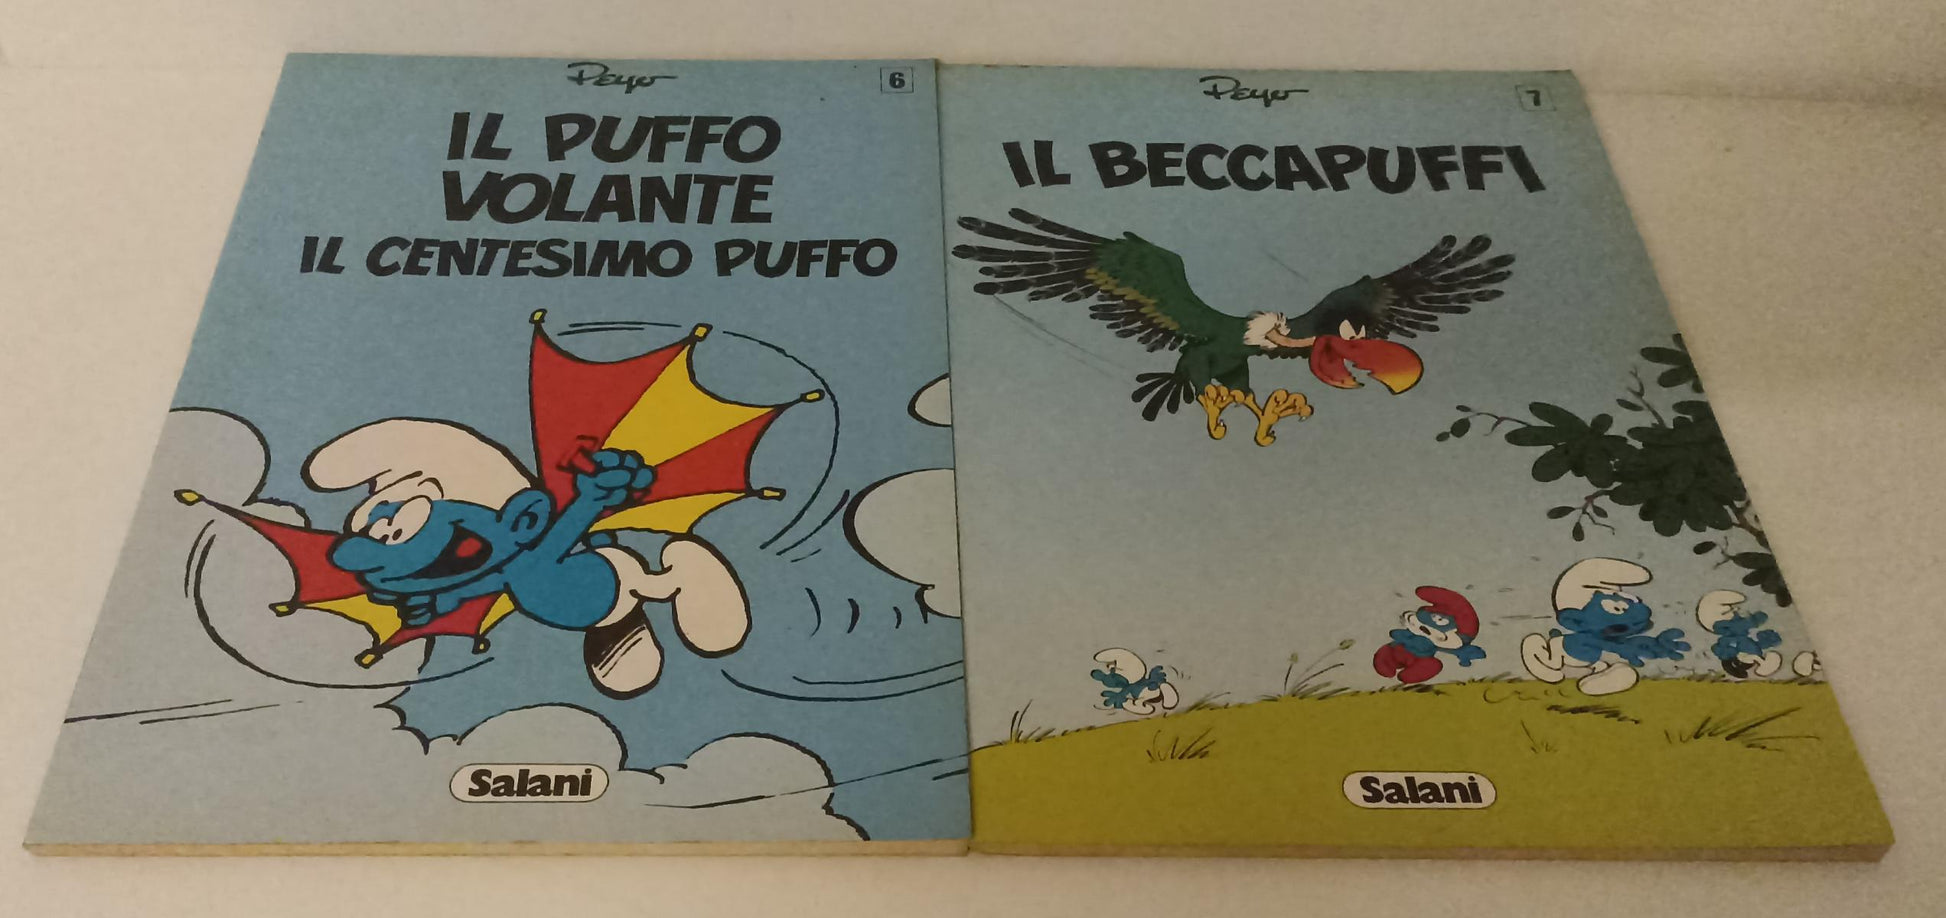 Peyo
6
IL PUFFO
VOLANTE
IL CENTESIMO PUFFO
Salani
Peyo
7
IL BECCAPUFFI
Salani